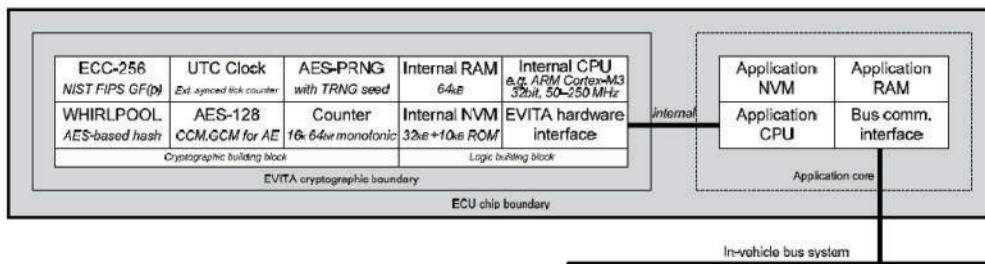 ECC-256
NIST FIPS GF(p)
UTC Clock
Ext. synced tick counter
AES-PRNG
with TRNG seed
Internal RAM
64kB
Internal CPU
e.g. ARM Cortex-M3
32bit, 50-250 MHz
WHIRLPOOL
AES-based hash
AES-128
CCM,GCM for AE
Counter
16x 64bit monotonic
Internal NVM
32kB+10kB ROM
EVITA hardware
interface
Cryptographic building block
Logic building block
EVITA cryptographic boundary
ECU chip boundary
internal
Application
NVM
Application
RAM
Application
CPU
Bus comm.
interface
Application core
In-vehicle bus system